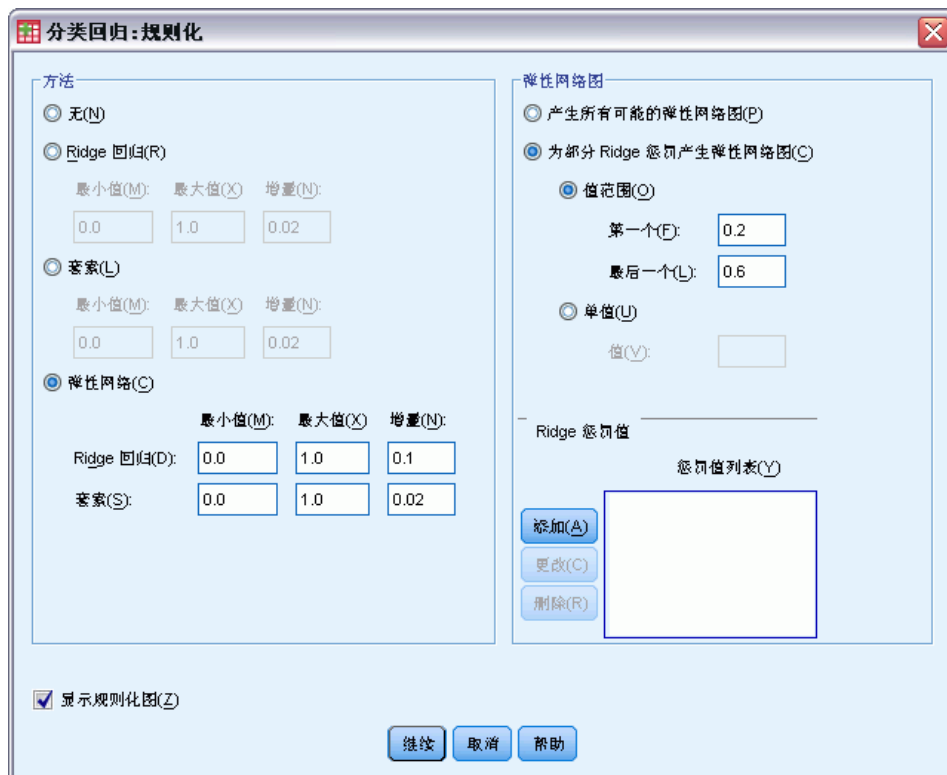 分类回归:规则化
方法
无(N)
Ridge 回归(R)
最小值(M): 最大值(X) 增量(N):
0.0 1.0 0.02
套索(L)
最小值(M): 最大值(X) 增量(N):
0.0 1.0 0.02
弹性网络(C)
最小值(M): 最大值(X) 增量(N):
Ridge 回归(D): 0.0 1.0 0.1
套索(S): 0.0 1.0 0.02
弹性网络图
产生所有可能的弹性网络图(P)
为部分 Ridge 惩罚产生弹性网络图(C)
值范围(O)
第一个(F): 0.2
最后一个(L): 0.6
单值(U)
值(V):
Ridge 惩罚值
惩罚值列表(Y)
添加(A)
更改(C)
删除(R)
显示规则化图(Z)
继续 取消 帮助